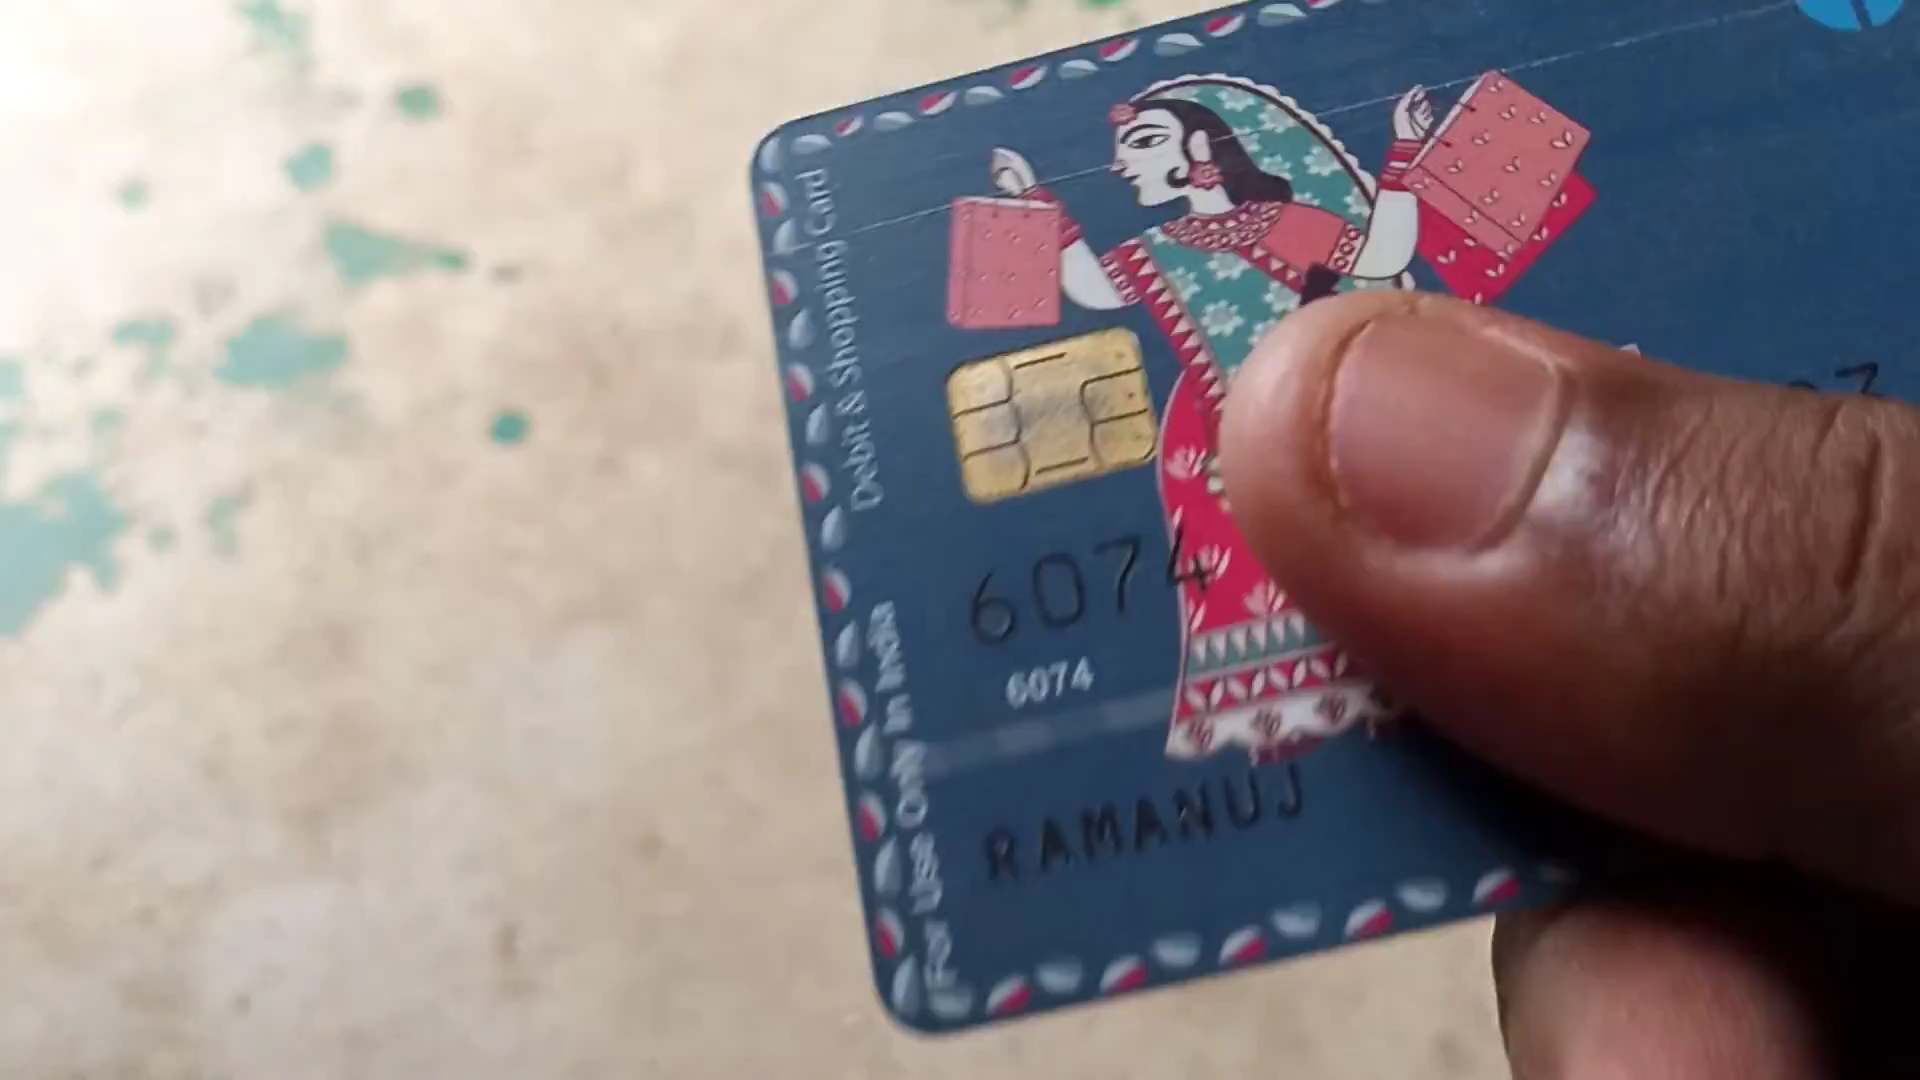 Debit & Shopping Card
6074
6074
RAMANUJ
For Use Only In India